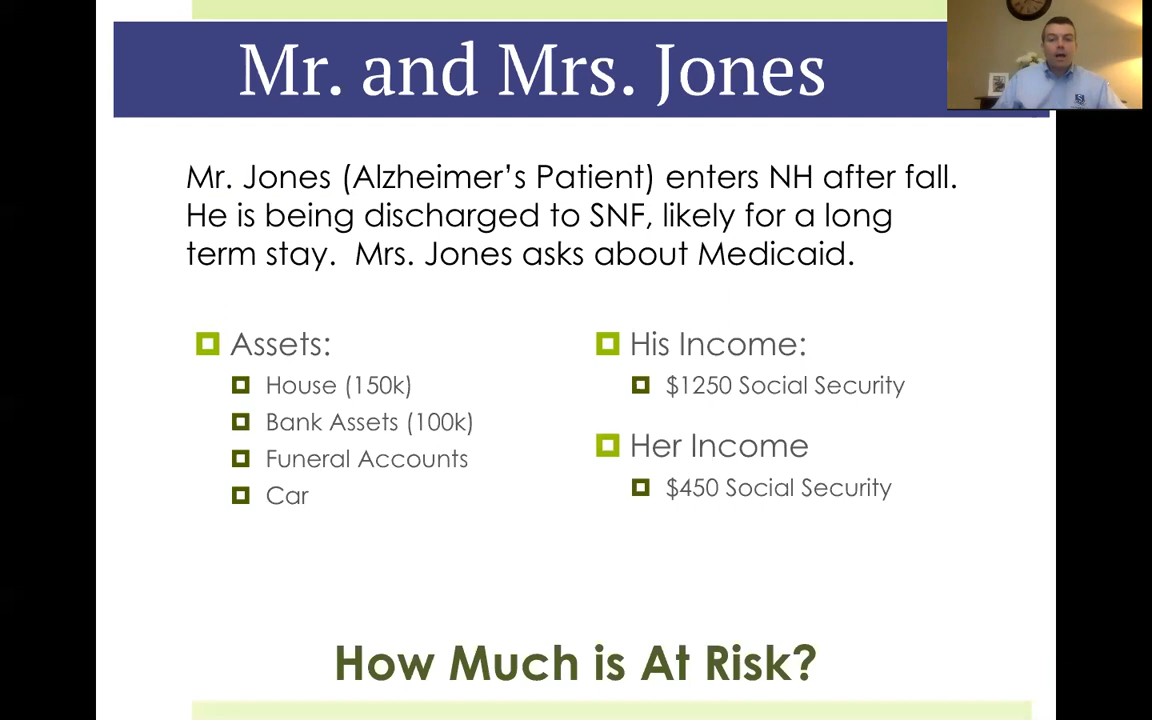 Mr. and Mrs. Jones
Mr. Jones (Alzheimer's Patient) enters NH after fall.
He is being discharged to SNF, likely for a long
term stay.  Mrs. Jones asks about Medicaid.
Assets:
House (150k)
Bank Assets (100k)
Funeral Accounts
Car
His Income:
$1250 Social Security
Her Income
$450 Social Security
How Much is At Risk?